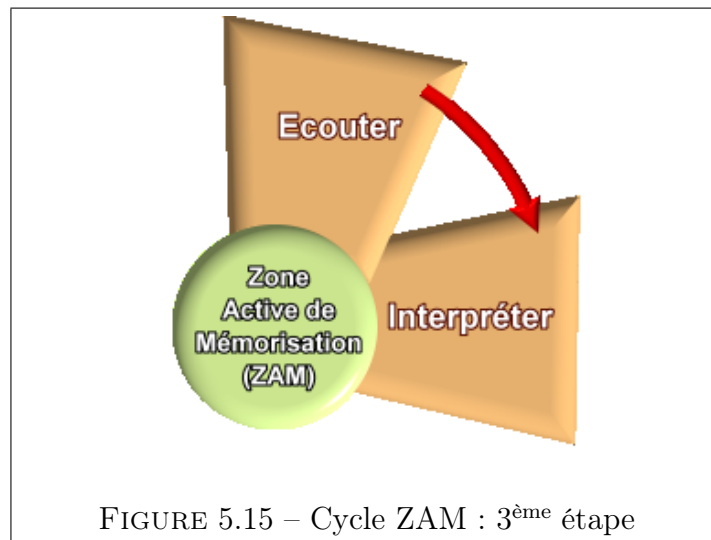 Ecouter
Zone
Active de
Mémorisation
(ZAM)
Interpréter
FIGURE 5.15 – Cycle ZAM : 3ème étape